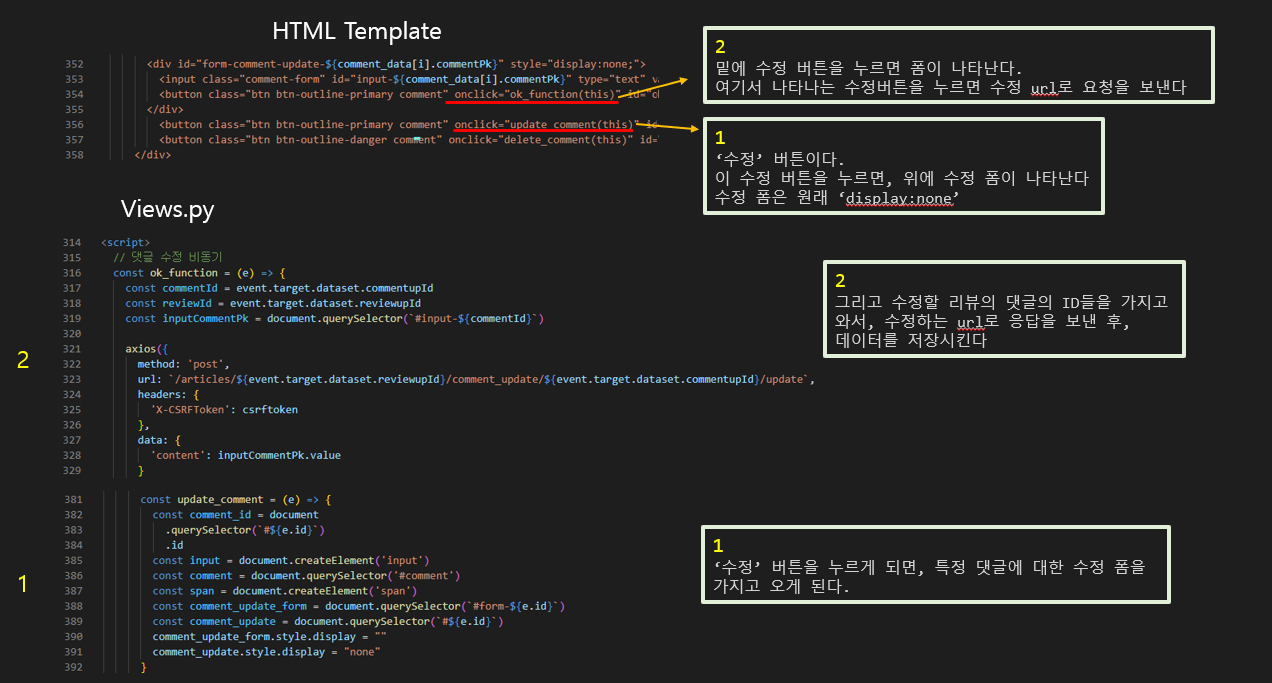 HTML Template
352 <div id="form-comment-update-${comment_data[i].commentPk}" style="display:none;">
353 <input class="comment-form" id="input-${comment_data[i].commentPk}" type="text" v
354 <button class="btn btn-outline-primary comment" onclick="ok_function(this)" id="c
355 </div>
356 <button class="btn btn-outline-primary comment" onclick="update_comment(this)" id
357 <button class="btn btn-outline-danger comment" onclick="delete_comment(this)" id=
358 </div>
2
밑에 수정 버튼을 누르면 폼이 나타난다.
여기서 나타나는 수정버튼을 누르면 수정 url로 요청을 보낸다
1
‘수정’ 버튼이다.
이 수정 버튼을 누르면, 위에 수정 폼이 나타난다
수정 폼은 원래 ‘display:none’
Views.py
314 <script>
315 // 댓글 수정 비동기
316 const ok_function = (e) => {
317 const commentId = event.target.dataset.commentupId
318 const reviewId = event.target.dataset.reviewupId
319 const inputCommentPk = document.querySelector(`#input-${commentId}`)
320
321 axios({
322 method: 'post',
323 url: `/articles/${event.target.dataset.reviewupId}/comment_update/${event.target.dataset.commentupId}/update`,
324 headers: {
325 'X-CSRFToken': csrftoken
326 },
327 data: {
328 'content': inputCommentPk.value
329 }
2
2
그리고 수정할 리뷰의 댓글의 ID들을 가지고
와서, 수정하는 url로 응답을 보낸 후,
데이터를 저장시킨다
381 const update_comment = (e) => {
382 const comment_id = document
383 .querySelector(`#${e.id}`)
384 .id
385 const input = document.createElement('input')
386 const comment = document.querySelector('#comment')
387 const span = document.createElement('span')
388 const comment_update_form = document.querySelector(`#form-${e.id}`)
389 const comment_update = document.querySelector(`#${e.id}`)
390 comment_update_form.style.display = ""
391 comment_update.style.display = "none"
392 }
1
1
‘수정’ 버튼을 누르게 되면, 특정 댓글에 대한 수정 폼을
가지고 오게 된다.